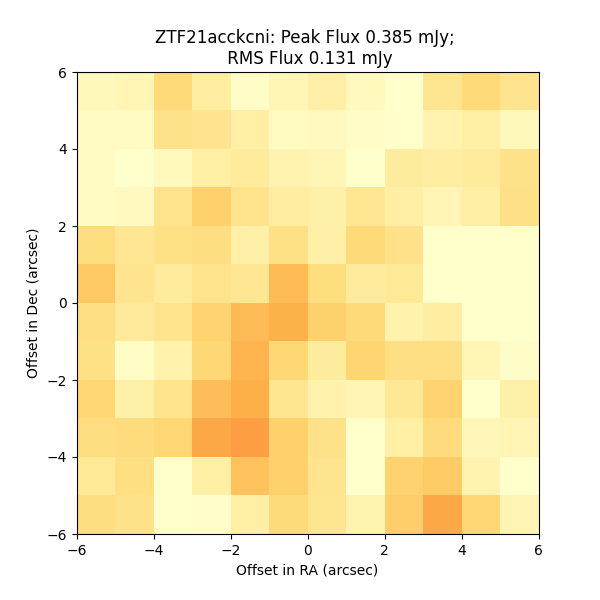 ZTF21acckcni: Peak Flux 0.385 mJy;
RMS Flux 0.131 mJy
6
4
2
0
−2
−4
−6
Offset in Dec (arcsec)
−6 −4 −2 0 2 4 6
Offset in RA (arcsec)